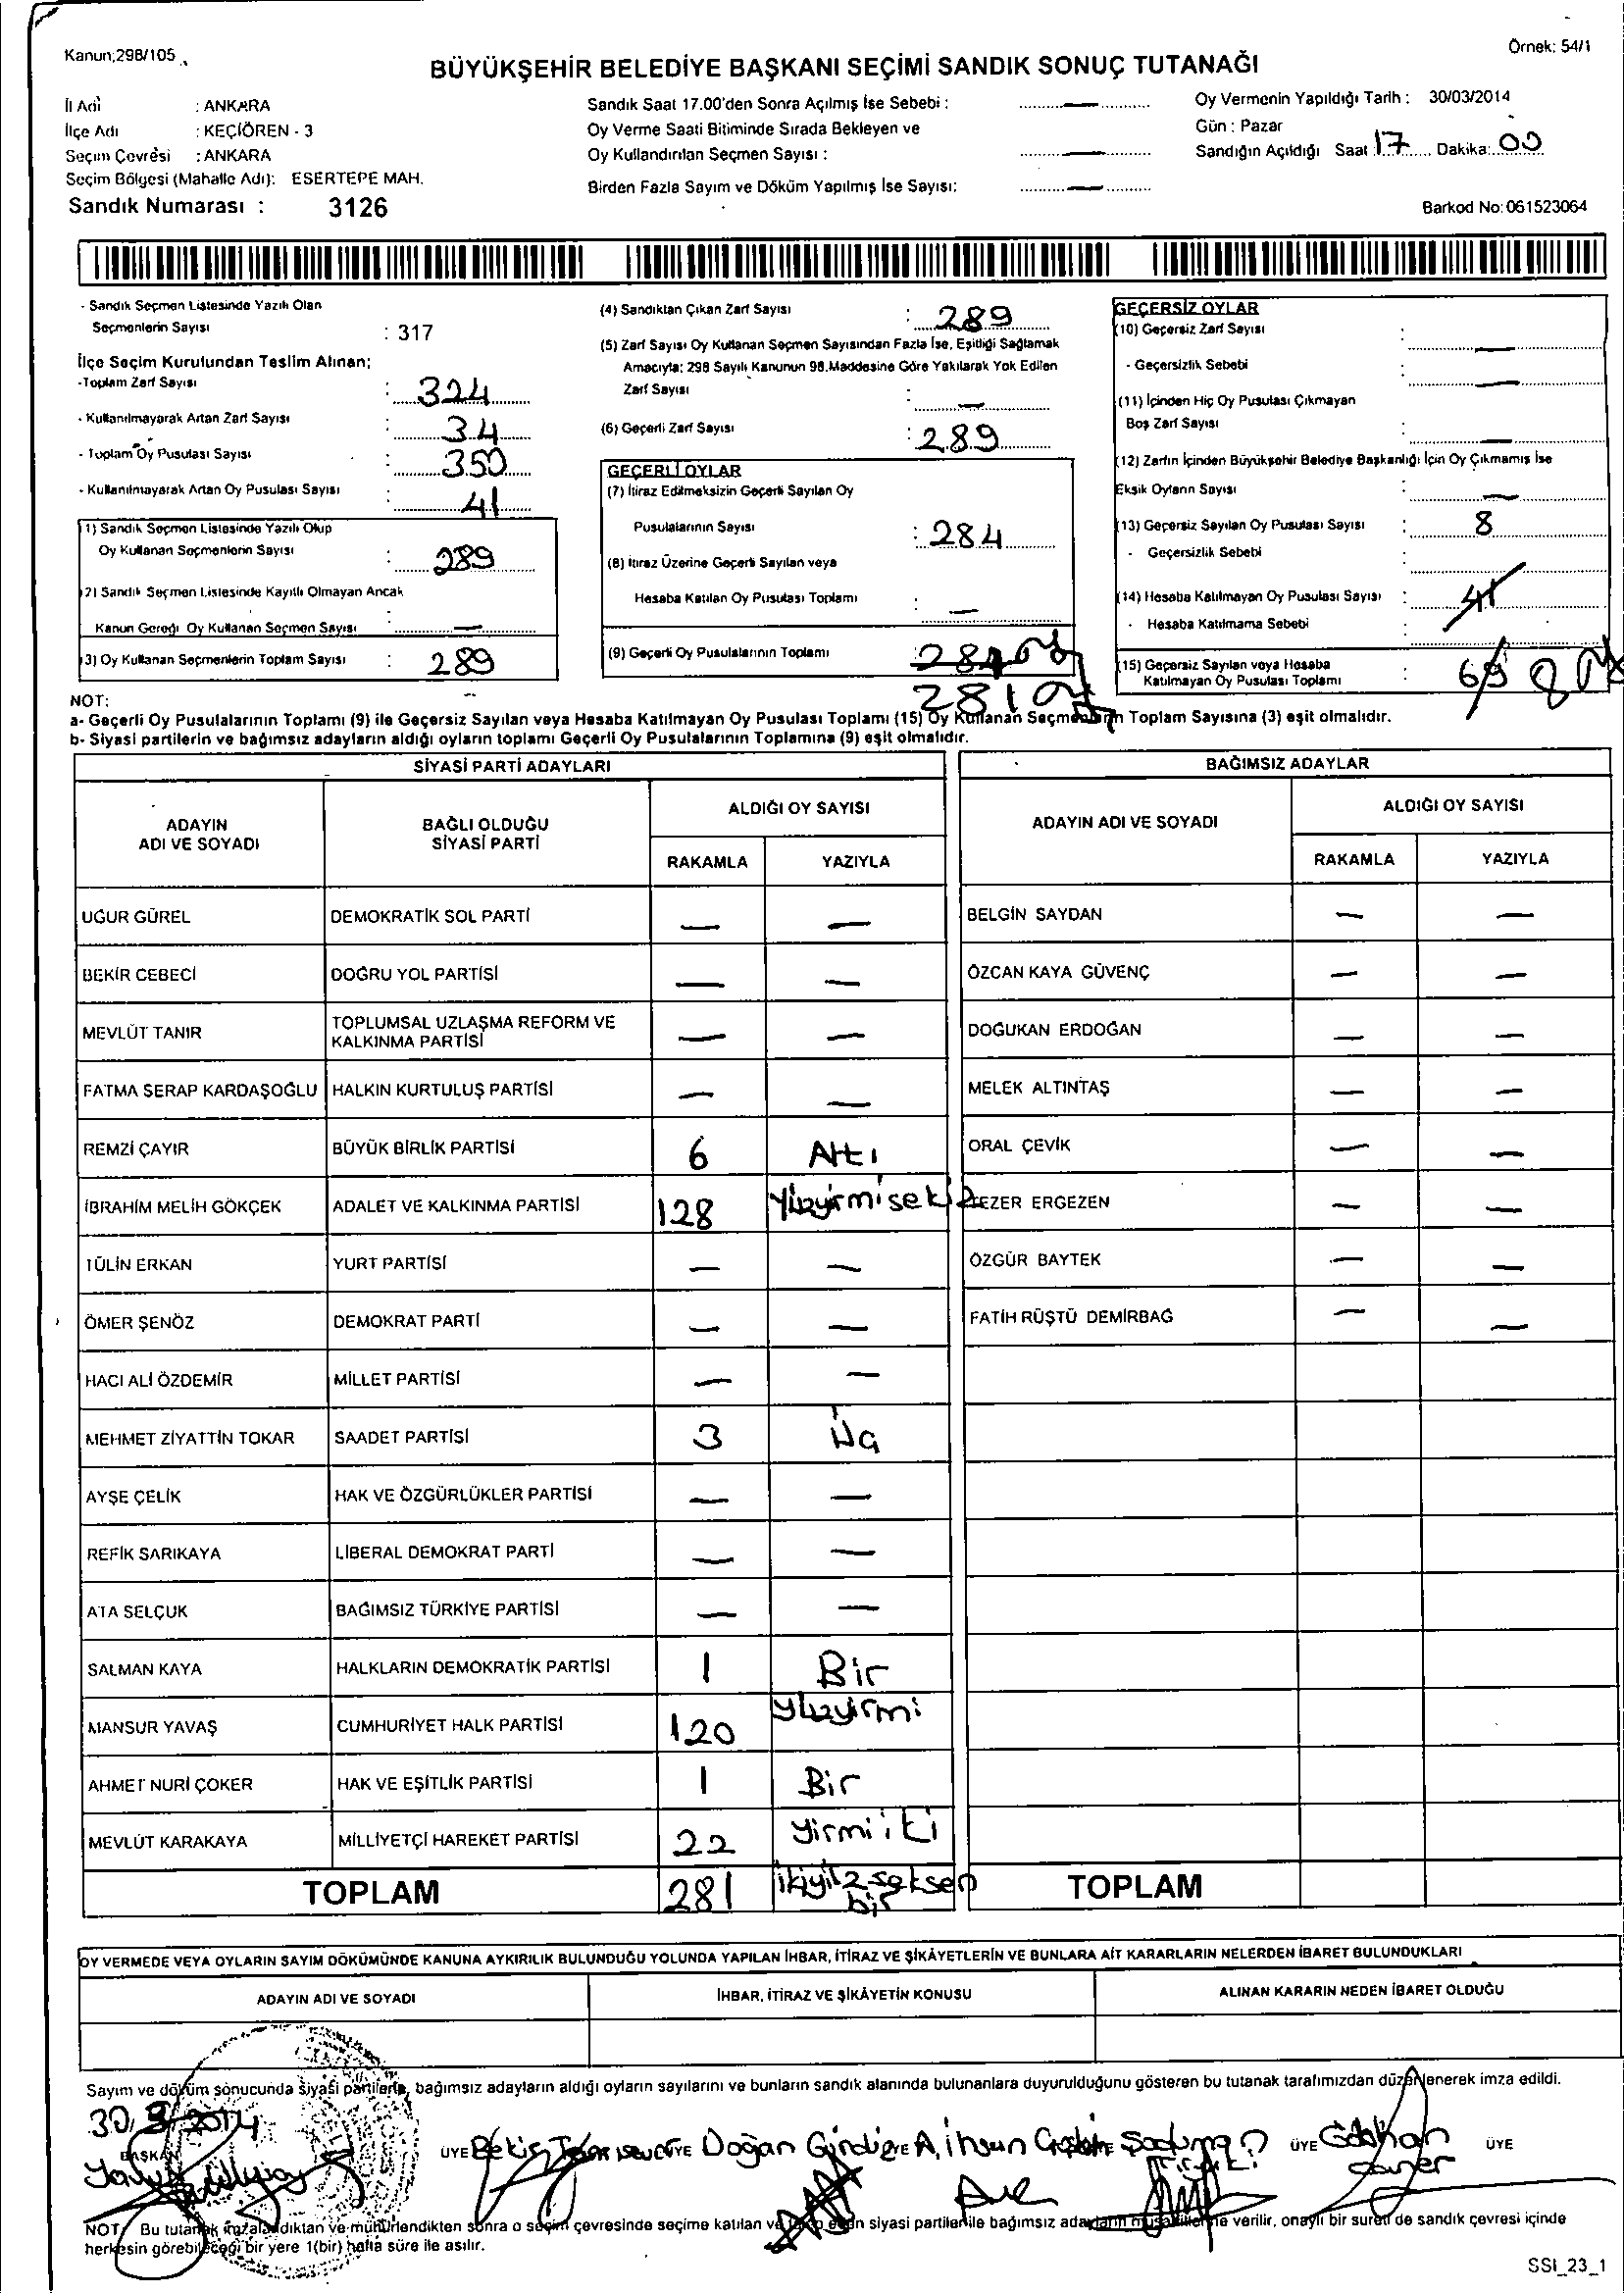 Kanun;298/105
Örnek: 54/1
BÜYÜKŞEHİR BELEDİYE BAŞKANI SEÇİMİ SANDIK SONUÇ TUTANAĞI
İl Adı : ANKARA
İlçe Adı : KEÇİÖREN - 3
Seçim Çevresi : ANKARA
Seçim Bölgesi (Mahalle Adı): ESERTEPE MAH.
Sandık Numarası : 3126
Sandık Saat 17.00'den Sonra Açılmış İse Sebebi : —
Oy Verme Saati Bitiminde Sırada Bekleyen ve
Oy Kullandırılan Seçmen Sayısı : —
Birden Fazla Sayım ve Döküm Yapılmış İse Sayısı: —
Oy Vermenin Yapıldığı Tarih : 30/03/2014
Gün : Pazar
Sandığın Açıldığı Saat 17 Dakika: 00
Barkod No: 061523064
- Sandık Seçmen Listesinde Yazılı Olan
Seçmenlerin Sayısı : 317
İlçe Seçim Kurulundan Teslim Alınan;
-Toplam Zarf Sayısı : 324
- Kullanılmayarak Artan Zarf Sayısı : 34
- Toplam Oy Pusulası Sayısı : 350
- Kullanılmayarak Artan Oy Pusulası Sayısı : 41
(1) Sandık Seçmen Listesinde Yazılı Olup
Oy Kullanan Seçmenlerin Sayısı : 289
(2) Sandık Seçmen Listesinde Kayıtlı Olmayan Ancak
Kanun Gereği Oy Kullanan Seçmen Sayısı : —
(3) Oy Kullanan Seçmenlerin Toplam Sayısı : 289
(4) Sandıktan Çıkan Zarf Sayısı : 289
(5) Zarf Sayısı Oy Kullanan Seçmen Sayısından Fazla İse, Eşitliği Sağlamak
Amacıyla; 298 Sayılı Kanunun 98.Maddesine Göre Yakılarak Yok Edilen
Zarf Sayısı : —
(6) Geçerli Zarf Sayısı : 289
GEÇERLİ OYLAR
(7) İtiraz Edilmeksizin Geçerli Sayılan Oy
Pusulalarının Sayısı : 284
(8) İtiraz Üzerine Geçerli Sayılan veya
Hesaba Katılan Oy Pusulası Toplamı : —
(9) Geçerli Oy Pusulalarının Toplamı : 284
281
GEÇERSİZ OYLAR
(10) Geçersiz Zarf Sayısı : —
- Geçersizlik Sebebi : —
(11) İçinden Hiç Oy Pusulası Çıkmayan
Boş Zarf Sayısı : —
(12) Zarfın İçinden Büyükşehir Belediye Başkanlığı İçin Oy Çıkmamış İse
Eksik Oyların Sayısı : —
(13) Geçersiz Sayılan Oy Pusulası Sayısı : 8
- Geçersizlik Sebebi
(14) Hesaba Katılmayan Oy Pusulası Sayısı : 41
- Hesaba Katılmama Sebebi :
(15) Geçersiz Sayılan veya Hesaba
Katılmayan Oy Pusulası Toplamı : 8
NOT:
a- Geçerli Oy Pusulalarının Toplamı (9) ile Geçersiz Sayılan veya Hesaba Katılmayan Oy Pusulası Toplamı (15) Oy Kullanan Seçmenlerin Toplam Sayısına (3) eşit olmalıdır.
b- Siyasi partilerin ve bağımsız adayların aldığı oyların toplamı Geçerli Oy Pusulalarının Toplamına (9) eşit olmalıdır.
SİYASİ PARTİ ADAYLARI
ADAYIN ADI VE SOYADI BAĞLI OLDUĞU SİYASİ PARTİ ALDIĞI OY SAYISI
RAKAMLA YAZIYLA
UĞUR GÜREL DEMOKRATİK SOL PARTİ — —
BEKİR CEBECİ DOĞRU YOL PARTİSİ — —
MEVLÜT TANIR TOPLUMSAL UZLAŞMA REFORM VE KALKINMA PARTİSİ — —
FATMA SERAP KARDAŞOĞLU HALKIN KURTULUŞ PARTİSİ — —
REMZİ ÇAYIR BÜYÜK BİRLİK PARTİSİ 6 Altı
İBRAHİM MELİH GÖKÇEK ADALET VE KALKINMA PARTİSİ 128 Yüzyirmisekiz
TÜLİN ERKAN YURT PARTİSİ — —
ÖMER ŞENÖZ DEMOKRAT PARTİ — —
HACI ALİ ÖZDEMİR MİLLET PARTİSİ — —
MEHMET ZİYATTİN TOKAR SAADET PARTİSİ 3 Üç
AYŞE ÇELİK HAK VE ÖZGÜRLÜKLER PARTİSİ — —
REFİK SARIKAYA LİBERAL DEMOKRAT PARTİ — —
ATA SELÇUK BAĞIMSIZ TÜRKİYE PARTİSİ — —
SALMAN KAYA HALKLARIN DEMOKRATİK PARTİSİ 1 Bir
MANSUR YAVAŞ CUMHURİYET HALK PARTİSİ 120 yüzyirmi
AHMET NURİ ÇOKER HAK VE EŞİTLİK PARTİSİ 1 Bir
MEVLÜT KARAKAYA MİLLİYETÇİ HAREKET PARTİSİ 22 yirmiiki
TOPLAM 281 ikiyüzseksen bir
BAĞIMSIZ ADAYLAR
ADAYIN ADI VE SOYADI ALDIĞI OY SAYISI
RAKAMLA YAZIYLA
BELGİN SAYDAN — —
ÖZCAN KAYA GÜVENÇ — —
DOĞUKAN ERDOĞAN — —
MELEK ALTINTAŞ — —
ORAL ÇEVİK — —
EZER ERGEZEN — —
ÖZGÜR BAYTEK — —
FATİH RÜŞTÜ DEMİRBAĞ — —
TOPLAM
OY VERMEDE VEYA OYLARIN SAYIM DÖKÜMÜNDE KANUNA AYKIRILIK BULUNDUĞU YOLUNDA YAPILAN İHBAR, İTİRAZ VE ŞİKÂYETLERİN VE BUNLARA AİT KARARLARIN NELERDEN İBARET BULUNDUKLARI
ADAYIN ADI VE SOYADI İHBAR, İTİRAZ VE ŞİKÂYETİN KONUSU ALINAN KARARIN NEDEN İBARET OLDUĞU
Sayım ve döküm sonucunda siyasi partilerle, bağımsız adayların aldığı oyların sayılarını ve bunların sandık alanında bulunanlara duyurulduğunu gösteren bu tutanak tarafımızdan düzenlenerek imza edildi.
30.3.2014
BAŞKAN ÜYE ÜYE Doğan ÜYE A. İhsan ÜYE Gökhan ÜYE
NOT: Bu tutanak imzalandıktan ve mühürlendikten sonra o seçim çevresinde seçime katılan ve siyasi partiler ile bağımsız adayların müşahitlerine verilir, onaylı bir sureti de sandık çevresi içinde
herkesin görebileceği bir yere 1(bir) hafta süre ile asılır.
SSI_23_1